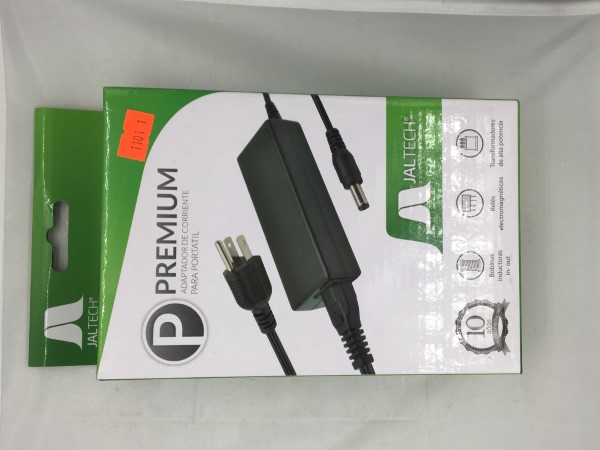 JALTECH®
1101 1
P PREMIUM
ADAPTADOR DE CORRIENTE
PARA PORTATIL
JALTECH®
10
años
Bobinas
inductoras
in- out
Relés
electromagnéticos
Transformadores
de alta potencia